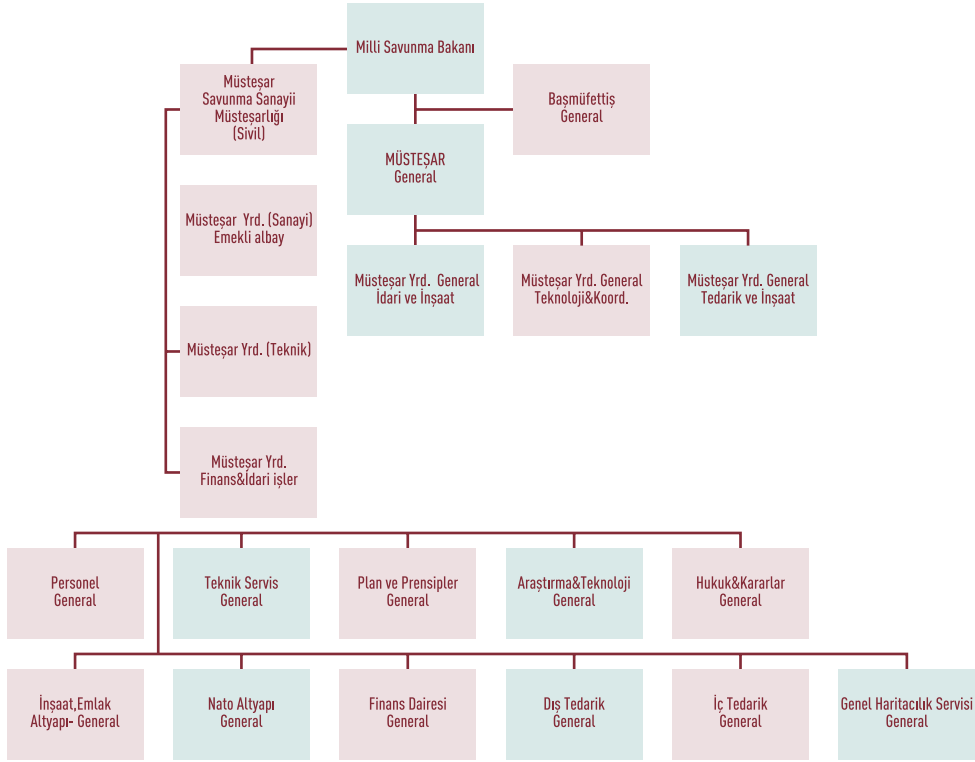 Milli Savunma Bakanı
Müsteşar
Savunma Sanayii
Müsteşarlığı
(Sivil)
Başmüfettiş
General
MÜSTEŞAR
General
Müsteşar Yrd. (Sanayi)
Emekli albay
Müsteşar Yrd. General
İdari ve İnşaat
Müsteşar Yrd. General
Teknoloji&Koord.
Müsteşar Yrd. General
Tedarik ve İnşaat
Müsteşar Yrd. (Teknik)
Müsteşar Yrd.
Finans&İdari işler
Personel
General
Teknik Servis
General
Plan ve Prensipler
General
Araştırma&Teknoloji
General
Hukuk&Kararlar
General
İnşaat,Emlak
Altyapı- General
Nato Altyapı
General
Finans Dairesi
General
Dış Tedarik
General
İç Tedarik
General
Genel Haritacılık Servisi
General